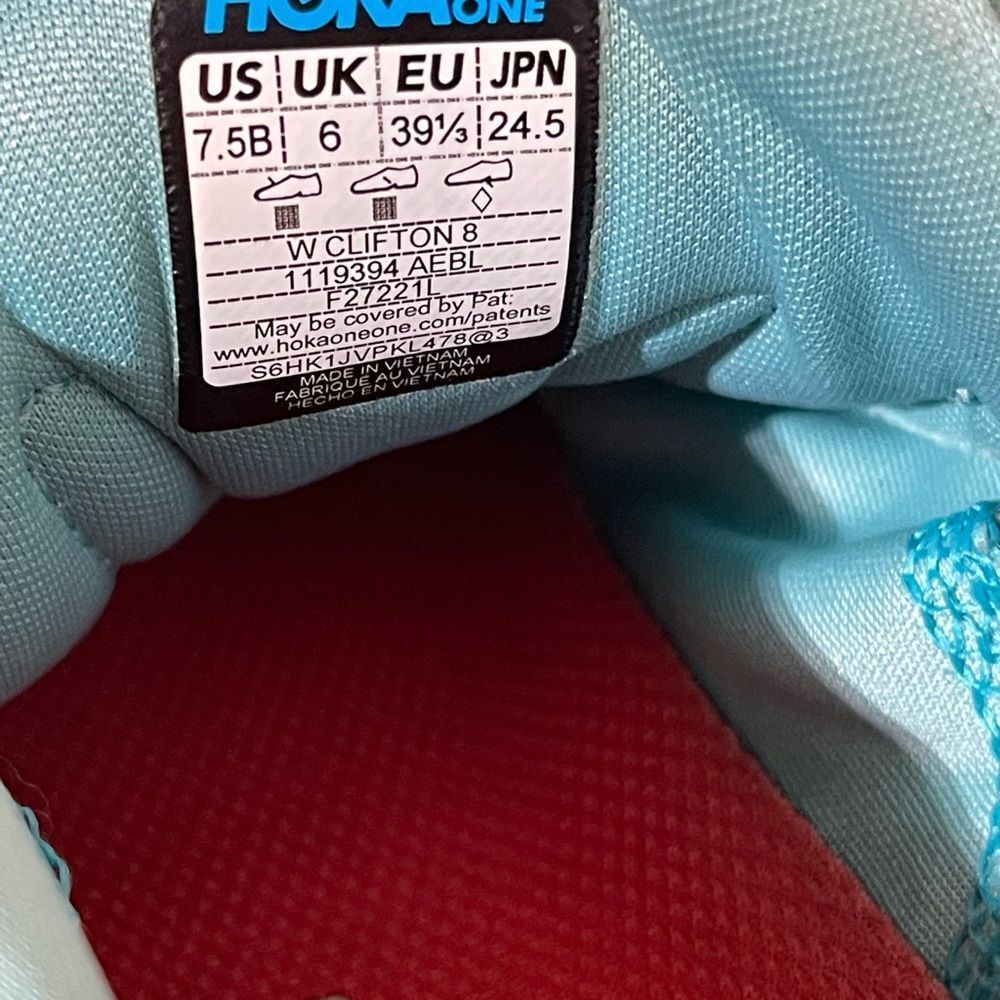 HOKA ONE
US UK EU JPN
7.5B 6 39⅓ 24.5
W CLIFTON 8
1119394 AEBL
F27221L
May be covered by Pat:
www.hokaoneone.com/patents
S6HK1JVPKL478@3
MADE IN VIETNAM
FABRIQUE AU VIETNAM
HECHO EN VIETNAM